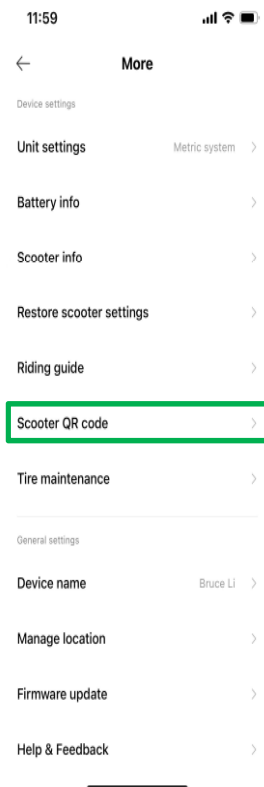 11:59
More
Device settings
Unit settings Metric system
Battery info
Scooter info
Restore scooter settings
Riding guide
Scooter QR code
Tire maintenance
General settings
Device name Bruce Li
Manage location
Firmware update
Help & Feedback